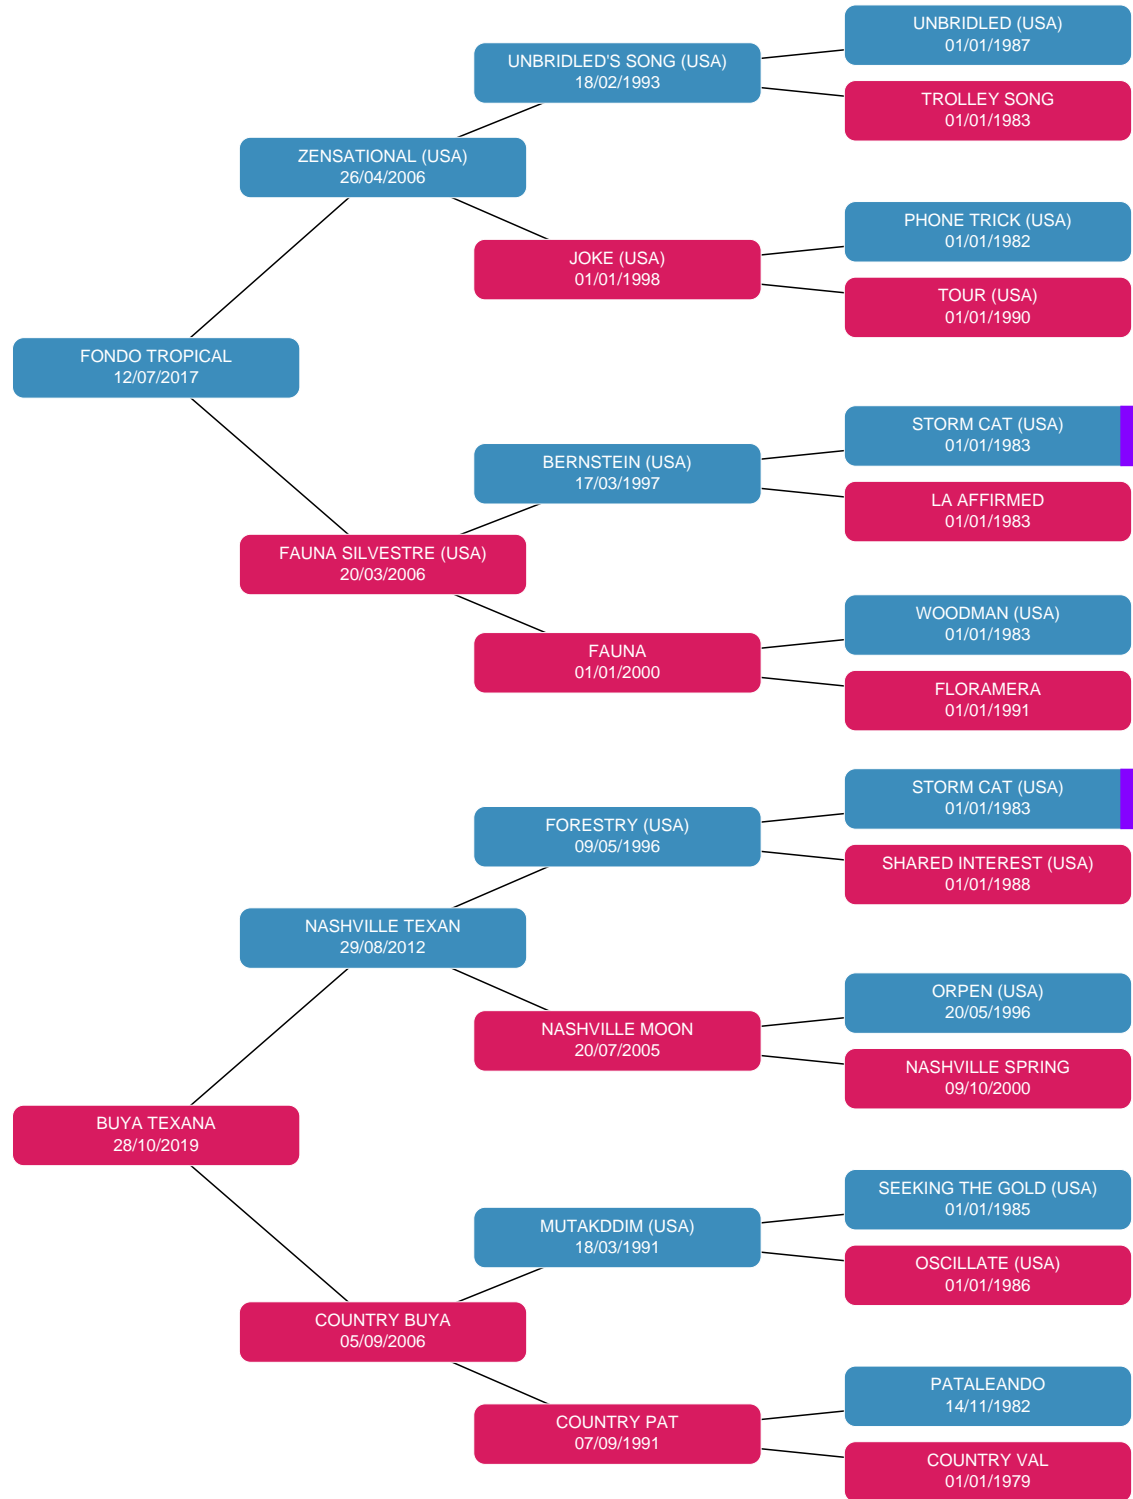 UNBRIDLED (USA)
01/01/1987
UNBRIDLED'S SONG (USA)
18/02/1993
TROLLEY SONG
01/01/1983
ZENSATIONAL (USA)
26/04/2006
PHONE TRICK (USA)
01/01/1982
JOKE (USA)
01/01/1998
TOUR (USA)
01/01/1990
FONDO TROPICAL
12/07/2017
STORM CAT (USA)
01/01/1983
BERNSTEIN (USA)
17/03/1997
LA AFFIRMED
01/01/1983
FAUNA SILVESTRE (USA)
20/03/2006
WOODMAN (USA)
01/01/1983
FAUNA
01/01/2000
FLORAMERA
01/01/1991
STORM CAT (USA)
01/01/1983
FORESTRY (USA)
09/05/1996
SHARED INTEREST (USA)
01/01/1988
NASHVILLE TEXAN
29/08/2012
ORPEN (USA)
20/05/1996
NASHVILLE MOON
20/07/2005
NASHVILLE SPRING
09/10/2000
BUYA TEXANA
28/10/2019
SEEKING THE GOLD (USA)
01/01/1985
MUTAKDDIM (USA)
18/03/1991
OSCILLATE (USA)
01/01/1986
COUNTRY BUYA
05/09/2006
PATALEANDO
14/11/1982
COUNTRY PAT
07/09/1991
COUNTRY VAL
01/01/1979